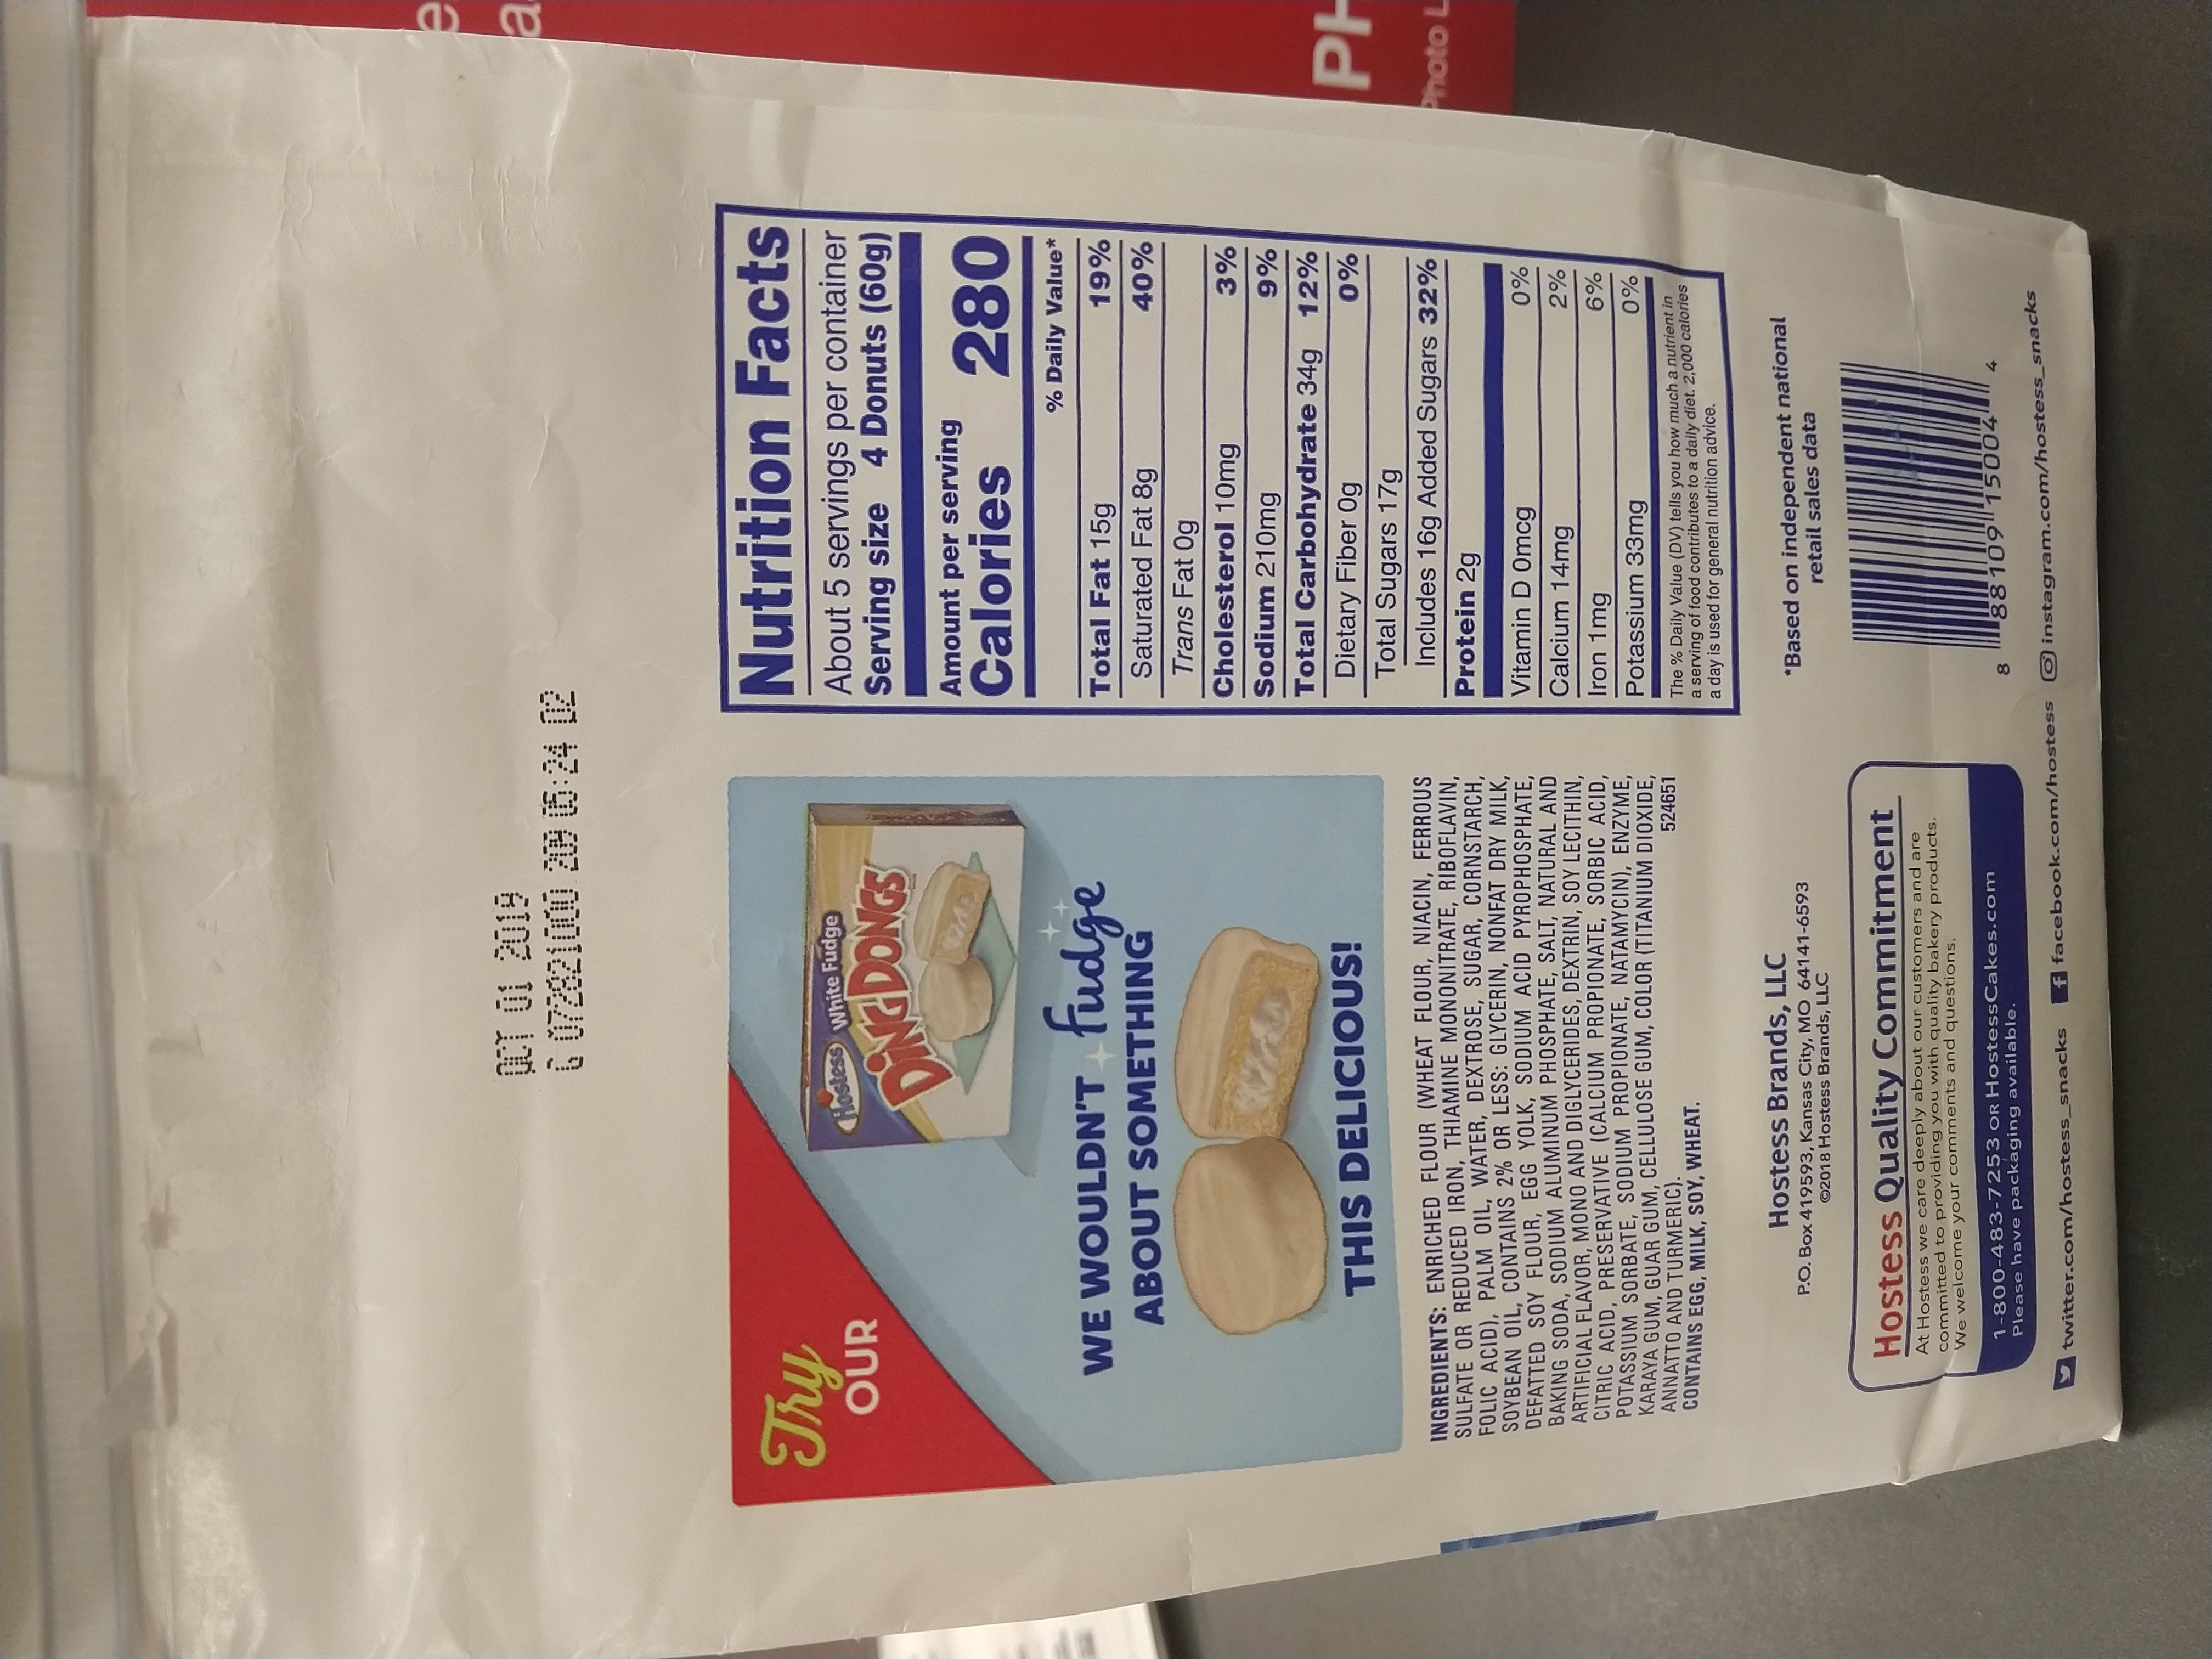 OCT 01 2019
Try
OUR
Hostess White Fudge
DiNG DONGS
WE WOULDN'T fudge
ABOUT SOMETHING
THIS DELICIOUS!
INGREDIENTS: ENRICHED FLOUR (WHEAT FLOUR, NIACIN, FERROUS
SULFATE OR REDUCED IRON, THIAMINE MONONITRATE, RIBOFLAVIN,
FOLIC ACID), PALM OIL, WATER, DEXTROSE, SUGAR, CORNSTARCH,
SOYBEAN OIL, CONTAINS 2% OR LESS: GLYCERIN, NONFAT DRY MILK,
DEFATTED SOY FLOUR, EGG YOLK, SODIUM ACID PYROPHOSPHATE,
BAKING SODA, SODIUM ALUMINUM PHOSPHATE, SALT, NATURAL AND
ARTIFICIAL FLAVOR, MONO AND DIGLYCERIDES, DEXTRIN, SOY LECITHIN,
CITRIC ACID, PRESERVATIVE (CALCIUM PROPIONATE, SORBIC ACID,
POTASSIUM SORBATE, SODIUM PROPIONATE, NATAMYCIN), ENZYME,
KARAYA GUM, GUAR GUM, CELLULOSE GUM, COLOR (TITANIUM DIOXIDE,
ANNATTO AND TURMERIC). 524651
CONTAINS EGG, MILK, SOY, WHEAT.
Hostess Brands, LLC
P.O. Box 419593, Kansas City, MO 64141-6593
©2018 Hostess Brands, LLC
Hostess Quality Commitment
At Hostess we care deeply about our customers and are
committed to providing you with quality bakery products.
We welcome your comments and questions.
1-800-483-7253 OR HostessCakes.com
Please have packaging available.
twitter.com/hostess_snacks facebook.com/hostess instagram.com/hostess_snacks
Nutrition Facts
About 5 servings per container
Serving size 4 Donuts (60g)
Amount per serving
Calories 280
% Daily Value*
Total Fat 15g 19%
Saturated Fat 8g 40%
Trans Fat 0g
Cholesterol 10mg 3%
Sodium 210mg 9%
Total Carbohydrate 34g 12%
Dietary Fiber 0g 0%
Total Sugars 17g
Includes 16g Added Sugars 32%
Protein 2g
Vitamin D 0mcg 0%
Calcium 14mg 2%
Iron 1mg 6%
Potassium 33mg 0%
The % Daily Value (DV) tells you how much a nutrient in
a serving of food contributes to a daily diet. 2,000 calories
a day is used for general nutrition advice.
*Based on independent national
retail sales data
8 88109 15004 4
PH
Photo L